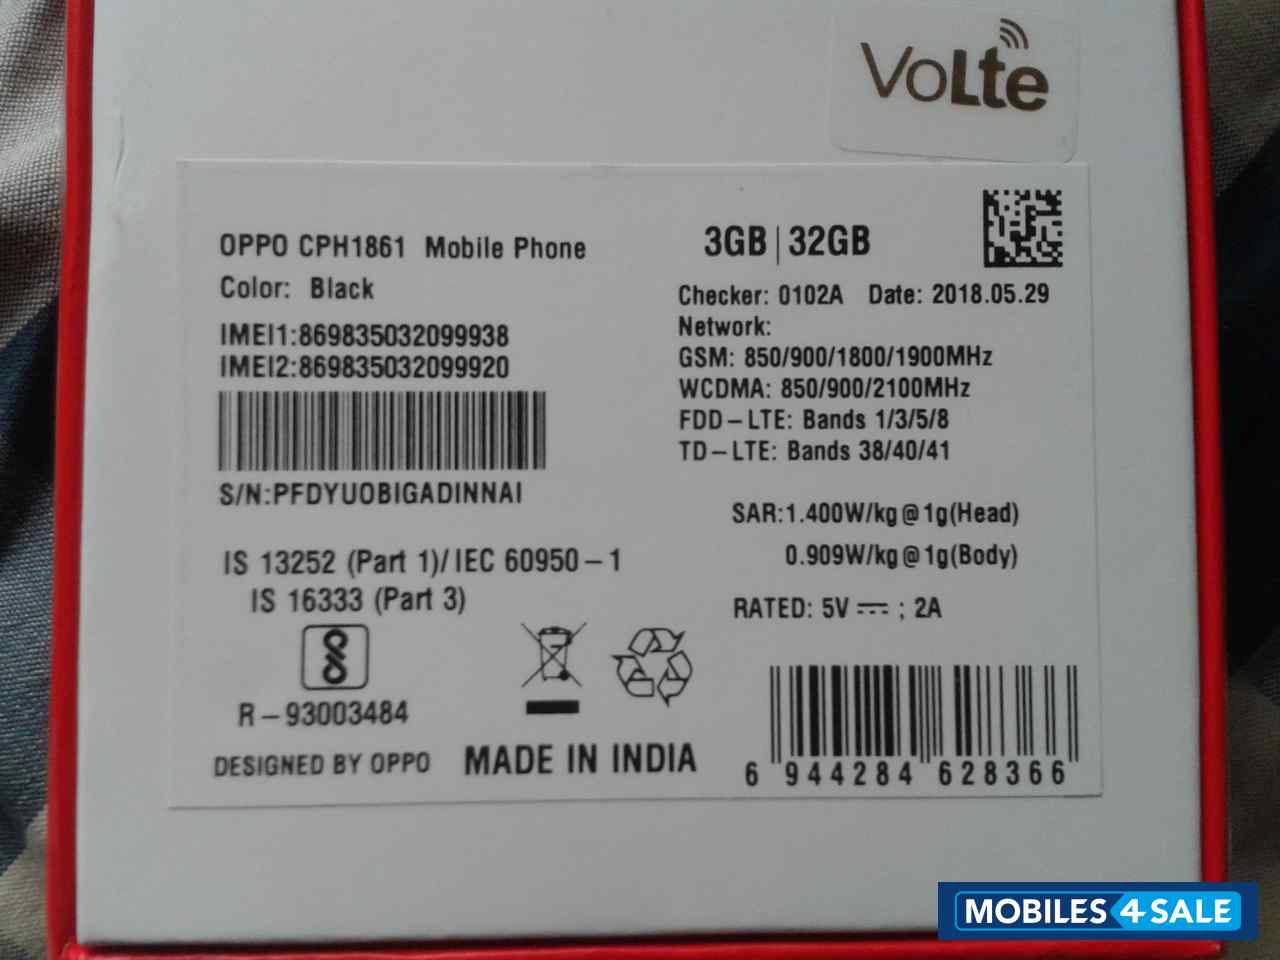 VoLte
OPPO CPH1861 Mobile Phone
Color: Black
IMEI1:869835032099938
IMEI2:869835032099920
S/N:PFDYUOBIGADINNAI
IS 13252 (Part 1)/IEC 60950-1
IS 16333 (Part 3)
R-93003484
DESIGNED BY OPPO
MADE IN INDIA
3GB|32GB
Checker: 0102A Date: 2018.05.29
Network:
GSM: 850/900/1800/1900MHz
WCDMA: 850/900/2100MHz
FDD-LTE: Bands 1/3/5/8
TD-LTE: Bands 38/40/41
SAR:1.400W/kg@1g(Head)
0.909W/kg@1g(Body)
RATED: 5V ⎓; 2A
6 944284 628366
MOBILES4SALE